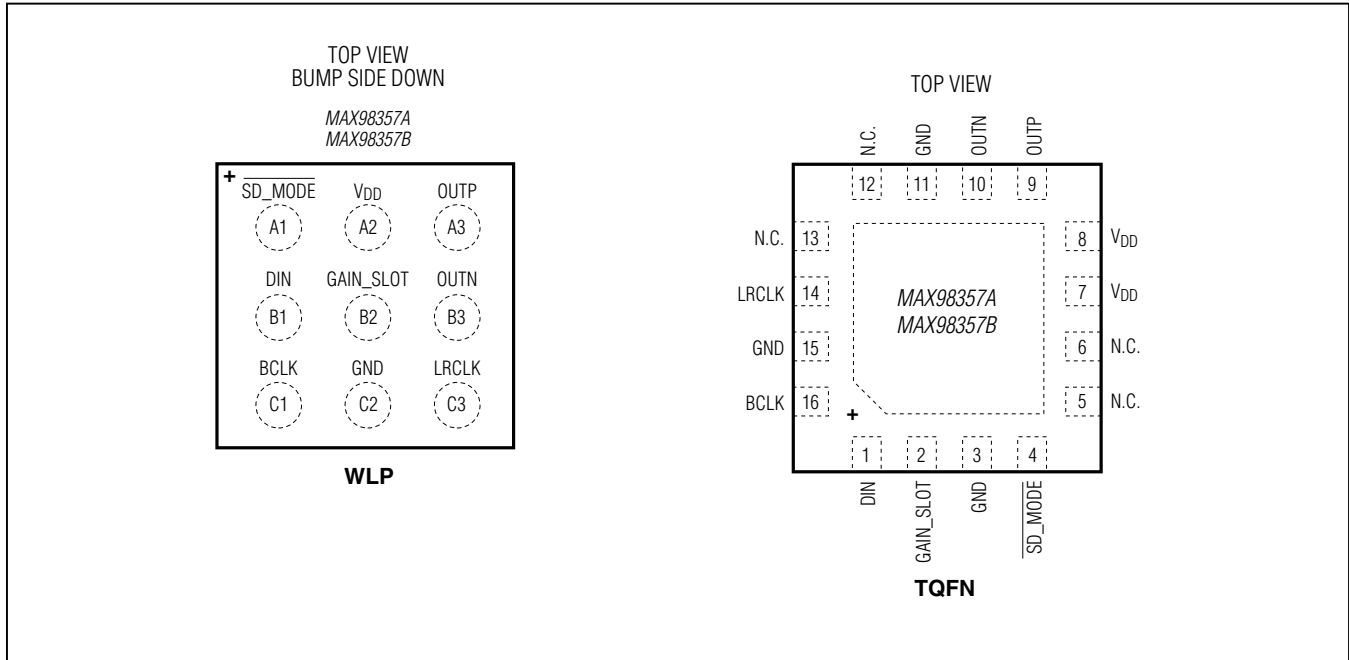 TOP VIEW
BUMP SIDE DOWN
MAX98357A
MAX98357B
+
SD_MODE VDD OUTP
A1 A2 A3
DIN GAIN_SLOT OUTN
B1 B2 B3
BCLK GND LRCLK
C1 C2 C3
WLP
TOP VIEW
N.C. GND OUTN OUTP
12 11 10 9
N.C. 13 8 VDD
LRCLK 14 7 VDD
MAX98357A
MAX98357B
GND 15 6 N.C.
BCLK 16 5 N.C.
+
1 2 3 4
DIN GAIN_SLOT GND SD_MODE
TQFN